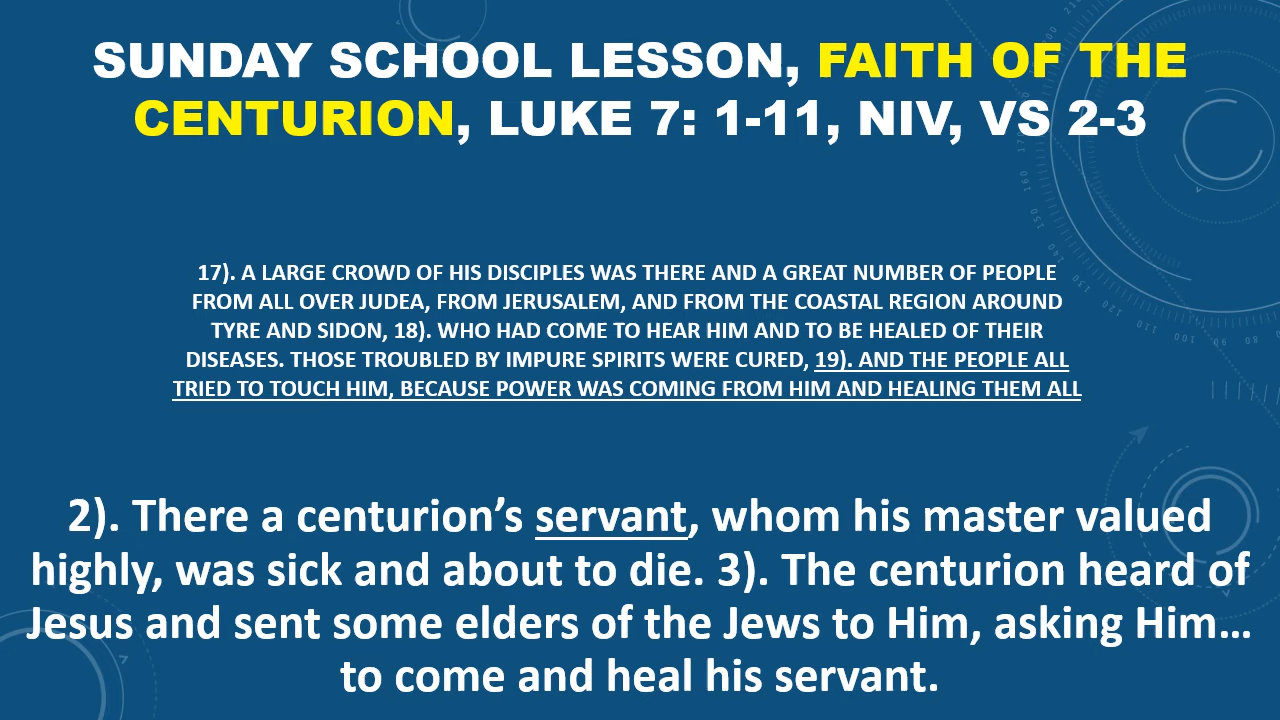 SUNDAY SCHOOL LESSON, FAITH OF THE
CENTURION, LUKE 7: 1-11, NIV, VS 2-3
17). A LARGE CROWD OF HIS DISCIPLES WAS THERE AND A GREAT NUMBER OF PEOPLE
FROM ALL OVER JUDEA, FROM JERUSALEM, AND FROM THE COASTAL REGION AROUND
TYRE AND SIDON, 18). WHO HAD COME TO HEAR HIM AND TO BE HEALED OF THEIR
DISEASES. THOSE TROUBLED BY IMPURE SPIRITS WERE CURED, 19). AND THE PEOPLE ALL
TRIED TO TOUCH HIM, BECAUSE POWER WAS COMING FROM HIM AND HEALING THEM ALL
2). There a centurion’s servant, whom his master valued
highly, was sick and about to die. 3). The centurion heard of
Jesus and sent some elders of the Jews to Him, asking Him…
to come and heal his servant.